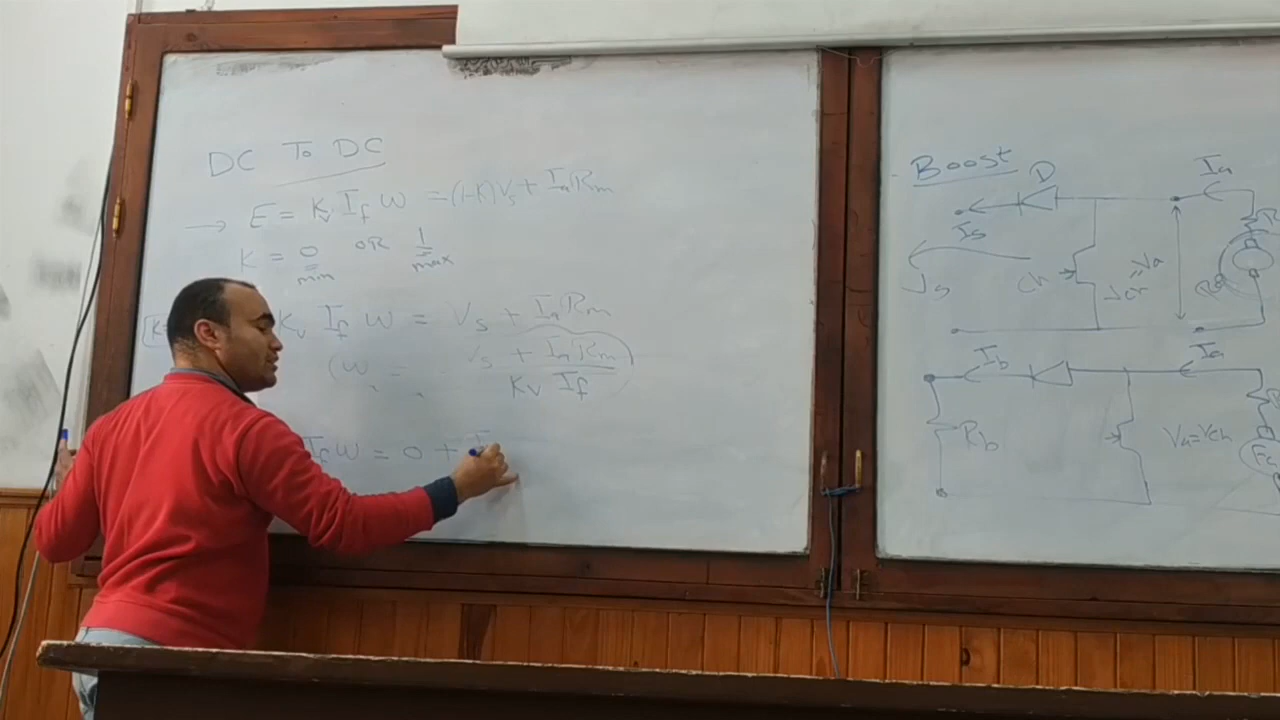 DC To DC
→ E = Kv If ω = (1-K)Vs + Ia Rm
K = 0 OR 1
min max
Kv If ω = Vs + Ia Rm
(ω = Vs + Ia Rm
Kv If
If ω = 0 + I
Boost
D
Ia
Is
Ch
Va
=
Vch
Ib
Ia
Rb
Va=Vch